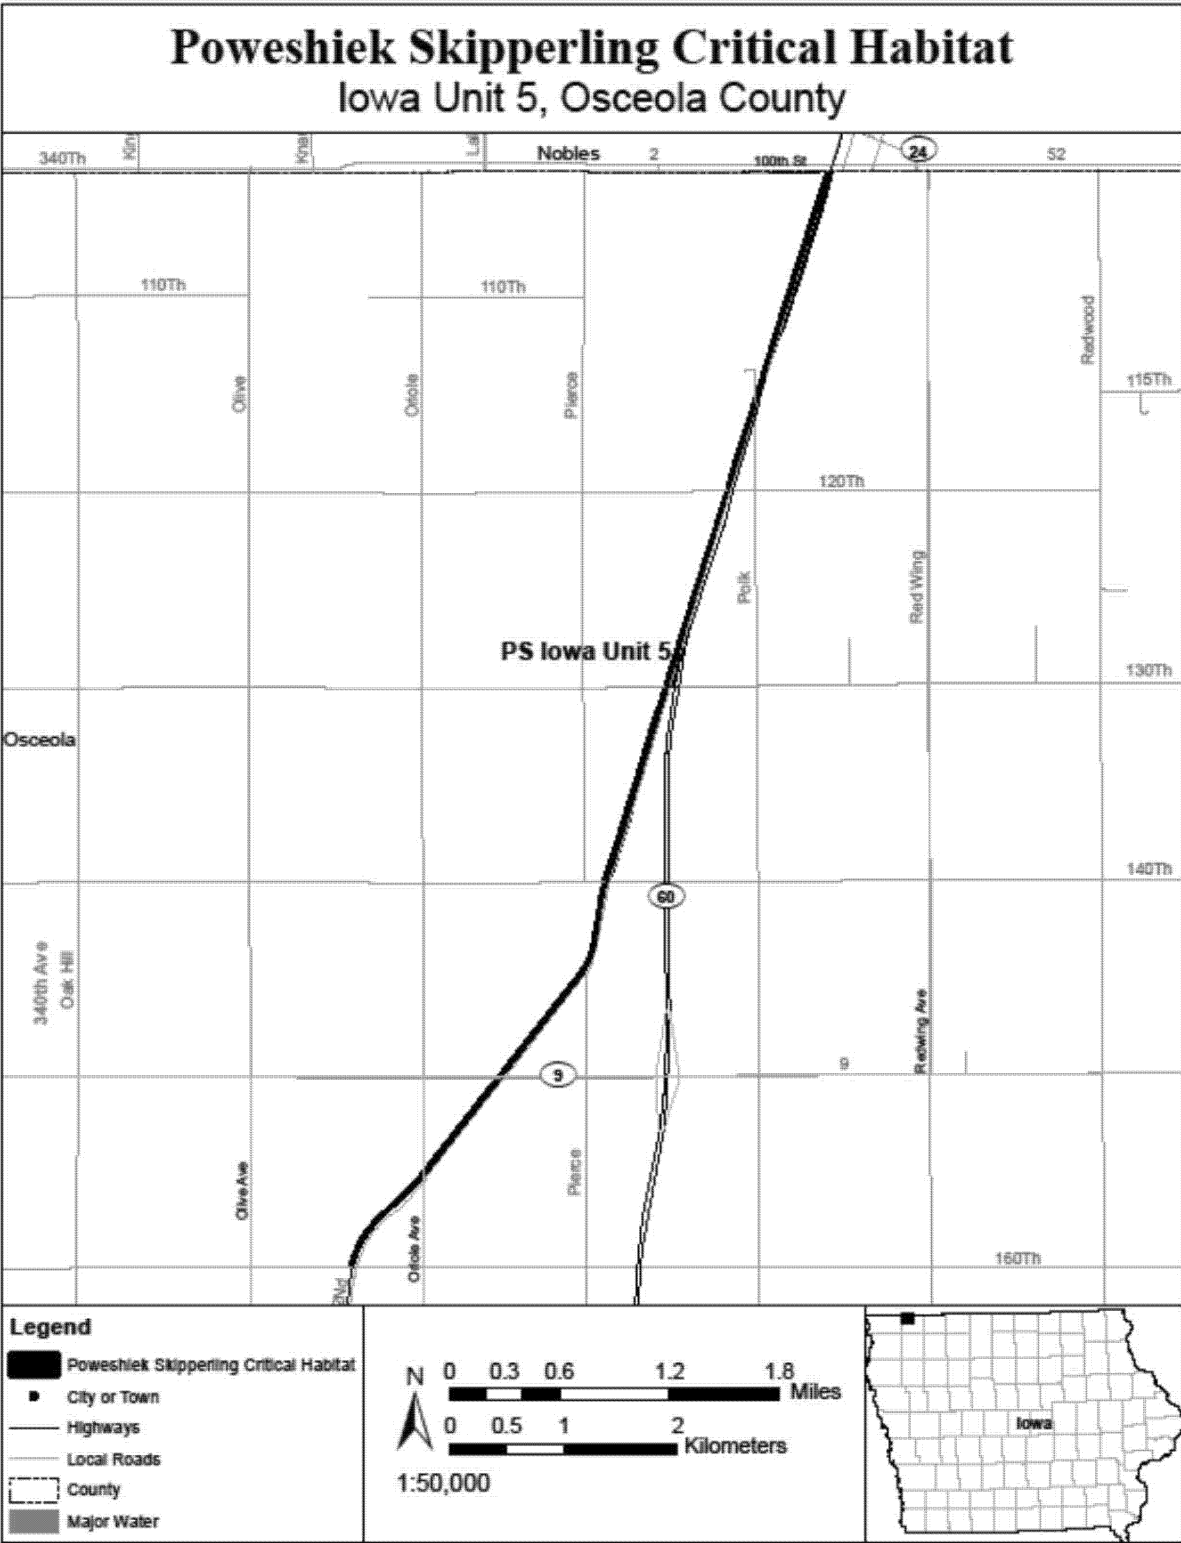 Poweshiek Skipperling Critical Habitat
Iowa Unit 5, Osceola County
340Th
Nobles
2
100th St
24
52
110Th
110Th
Redwood
Olive
Oriole
Pierce
115Th
120Th
Polk
Red Wing
PS Iowa Unit 5
130Th
Osceola
140Th
60
340th Ave
Oak Hill
Redwing Ave
9
9
Olive Ave
Pierce
Oriole Ave
160Th
2Nd
Legend
Poweshiek Skipperling Critical Habitat
City or Town
Highways
Local Roads
County
Major Water
N
0 0.3 0.6 1.2 1.8
Miles
0 0.5 1 2
Kilometers
1:50,000
Iowa